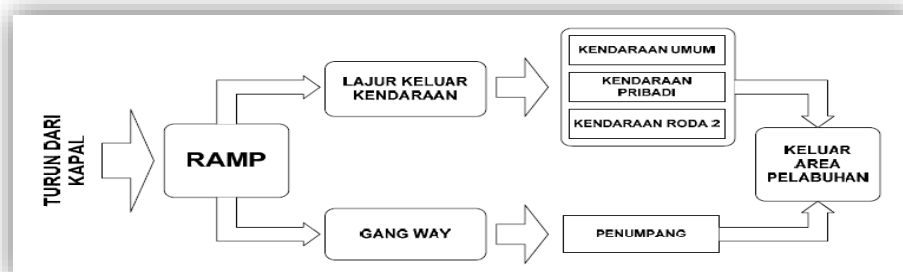 TURUN DARI
KAPAL
RAMP
LAJUR KELUAR
KENDARAAN
KENDARAAN UMUM
KENDARAAN
PRIBADI
KENDARAAN RODA 2
GANG WAY
PENUMPANG
KELUAR
AREA
PELABUHAN